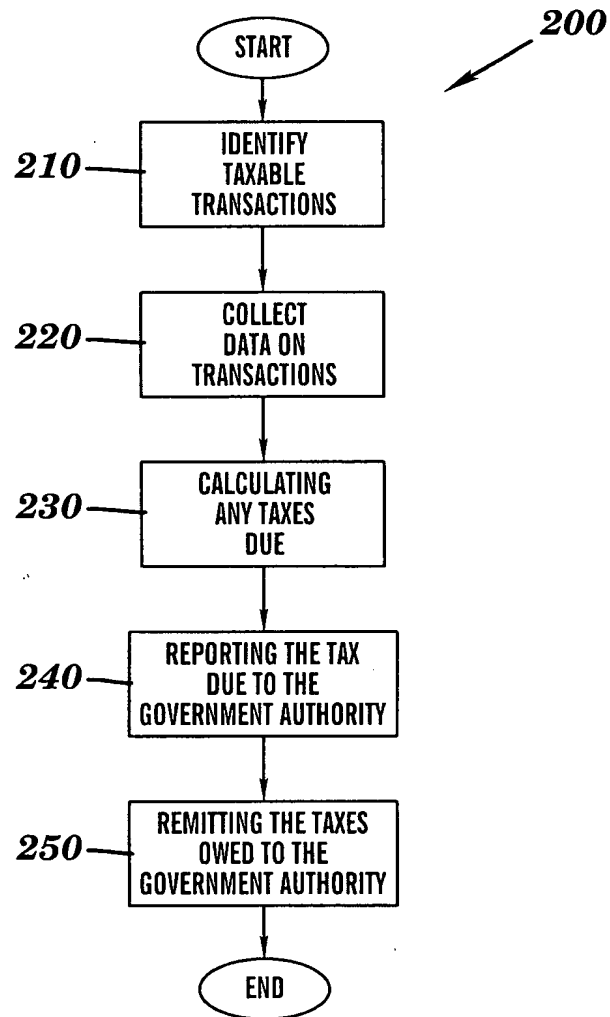 200
START
210
IDENTIFY
TAXABLE
TRANSACTIONS
220
COLLECT
DATA ON
TRANSACTIONS
230
CALCULATING
ANY TAXES
DUE
240
REPORTING THE TAX
DUE TO THE
GOVERNMENT AUTHORITY
250
REMITTING THE TAXES
OWED TO THE
GOVERNMENT AUTHORITY
END